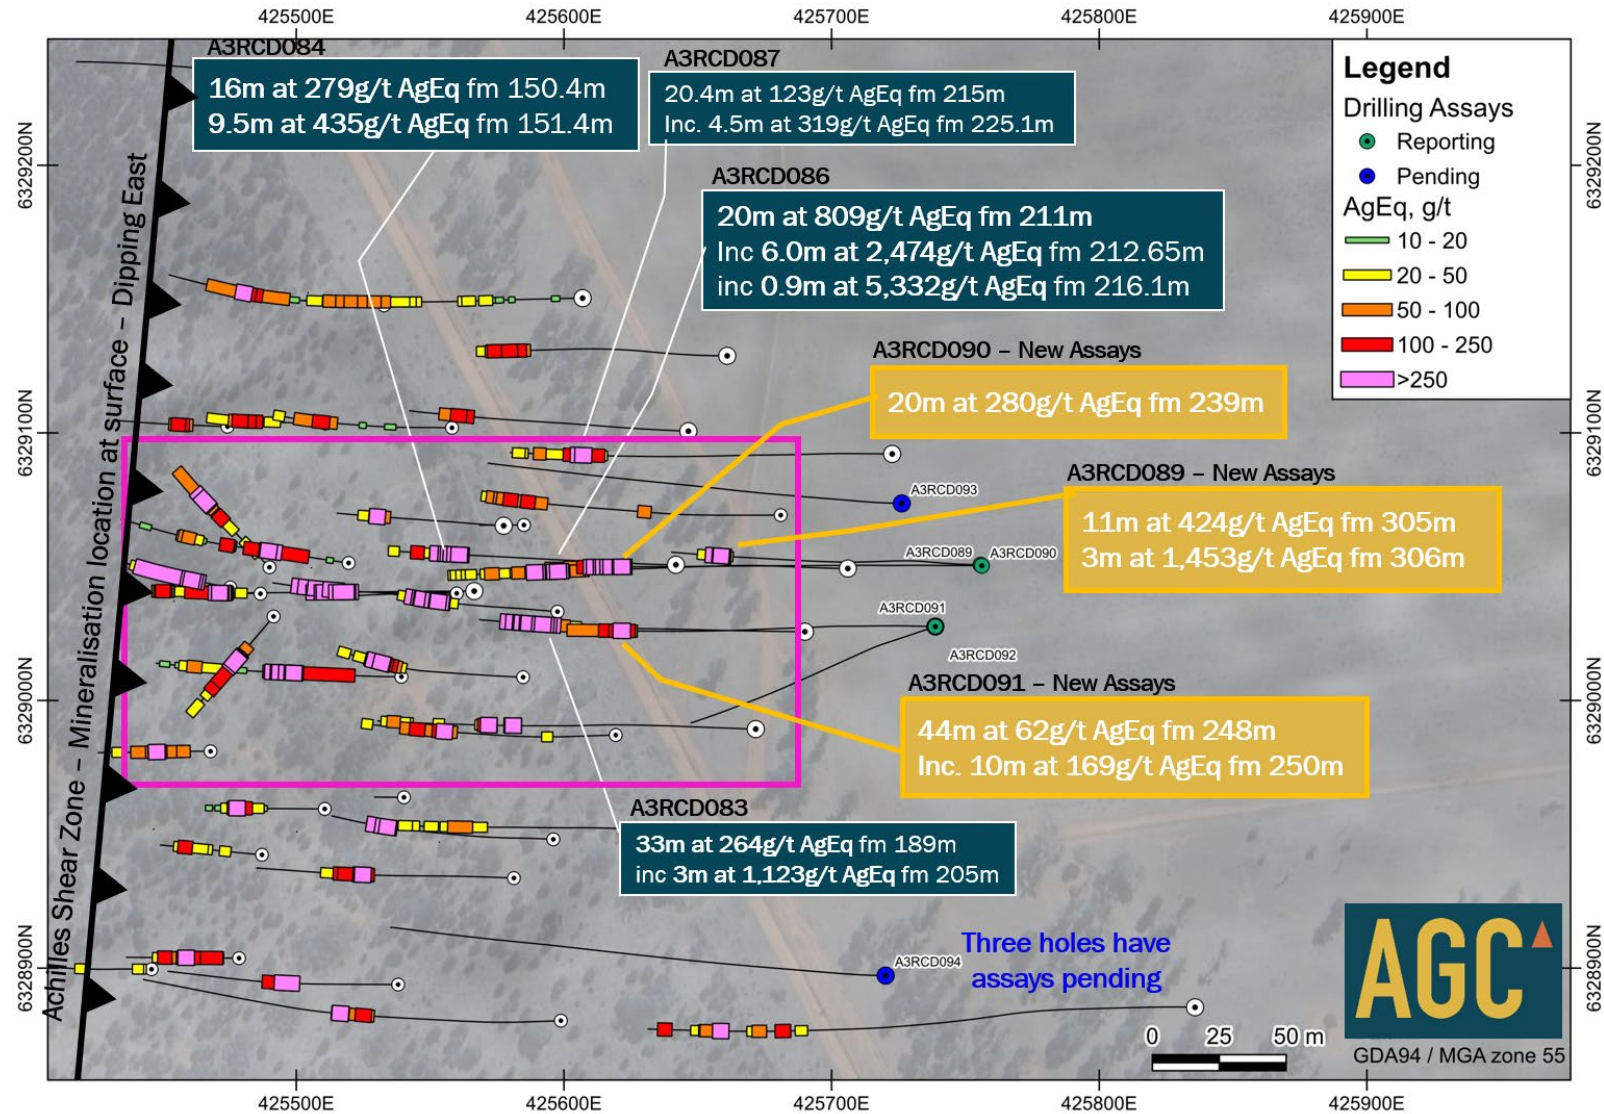 425500E
425600E
425700E
425800E
425900E
A3RCD084
16m at 279g/t AgEq fm 150.4m
9.5m at 435g/t AgEq fm 151.4m
A3RCD087
20.4m at 123g/t AgEq fm 215m
Inc. 4.5m at 319g/t AgEq fm 225.1m
A3RCD086
20m at 809g/t AgEq fm 211m
Inc 6.0m at 2,474g/t AgEq fm 212.65m
inc 0.9m at 5,332g/t AgEq fm 216.1m
Legend
Drilling Assays
Reporting
Pending
AgEq, g/t
10 - 20
20 - 50
50 - 100
100 - 250
>250
6329200N
6329100N
6329000N
6328900N
6329200N
6329100N
6329000N
6328900N
Achilles Shear Zone – Mineralisation location at surface – Dipping East
A3RCD090 – New Assays
20m at 280g/t AgEq fm 239m
A3RCD089 – New Assays
11m at 424g/t AgEq fm 305m
3m at 1,453g/t AgEq fm 306m
A3RCD093
A3RCD089
A3RCD090
A3RCD091
A3RCD092
A3RCD091 – New Assays
44m at 62g/t AgEq fm 248m
Inc. 10m at 169g/t AgEq fm 250m
A3RCD083
33m at 264g/t AgEq fm 189m
inc 3m at 1,123g/t AgEq fm 205m
A3RCD094
Three holes have
assays pending
AGC
0 25 50 m
GDA94 / MGA zone 55
425500E
425600E
425700E
425800E
425900E